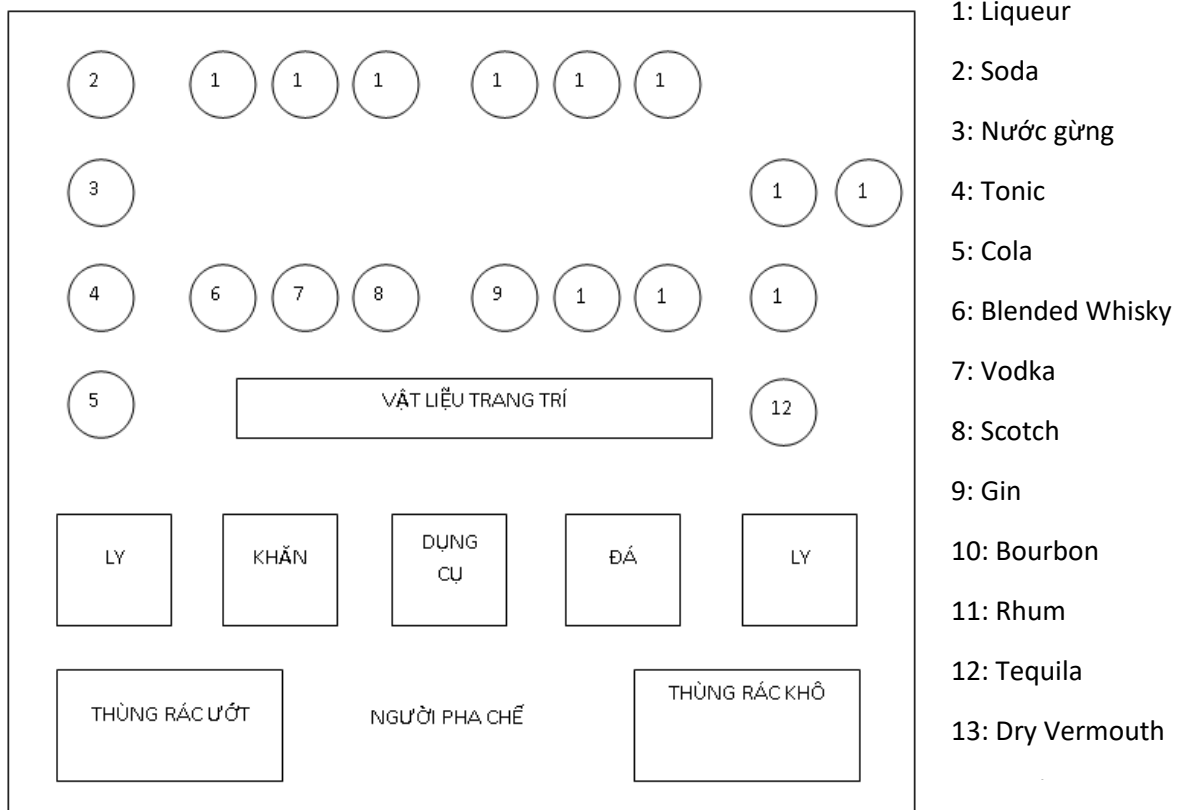 2 1 1 1 1 1 1
3 1 1
4 6 7 8 9 1 1 1
5 VẬT LIỆU TRANG TRÍ 12
LY KHĂN DỤNG CỤ ĐÁ LY
THÙNG RÁC ƯỚT NGƯỜI PHA CHẾ THÙNG RÁC KHÔ
1: Liqueur
2: Soda
3: Nước gừng
4: Tonic
5: Cola
6: Blended Whisky
7: Vodka
8: Scotch
9: Gin
10: Bourbon
11: Rhum
12: Tequila
13: Dry Vermouth